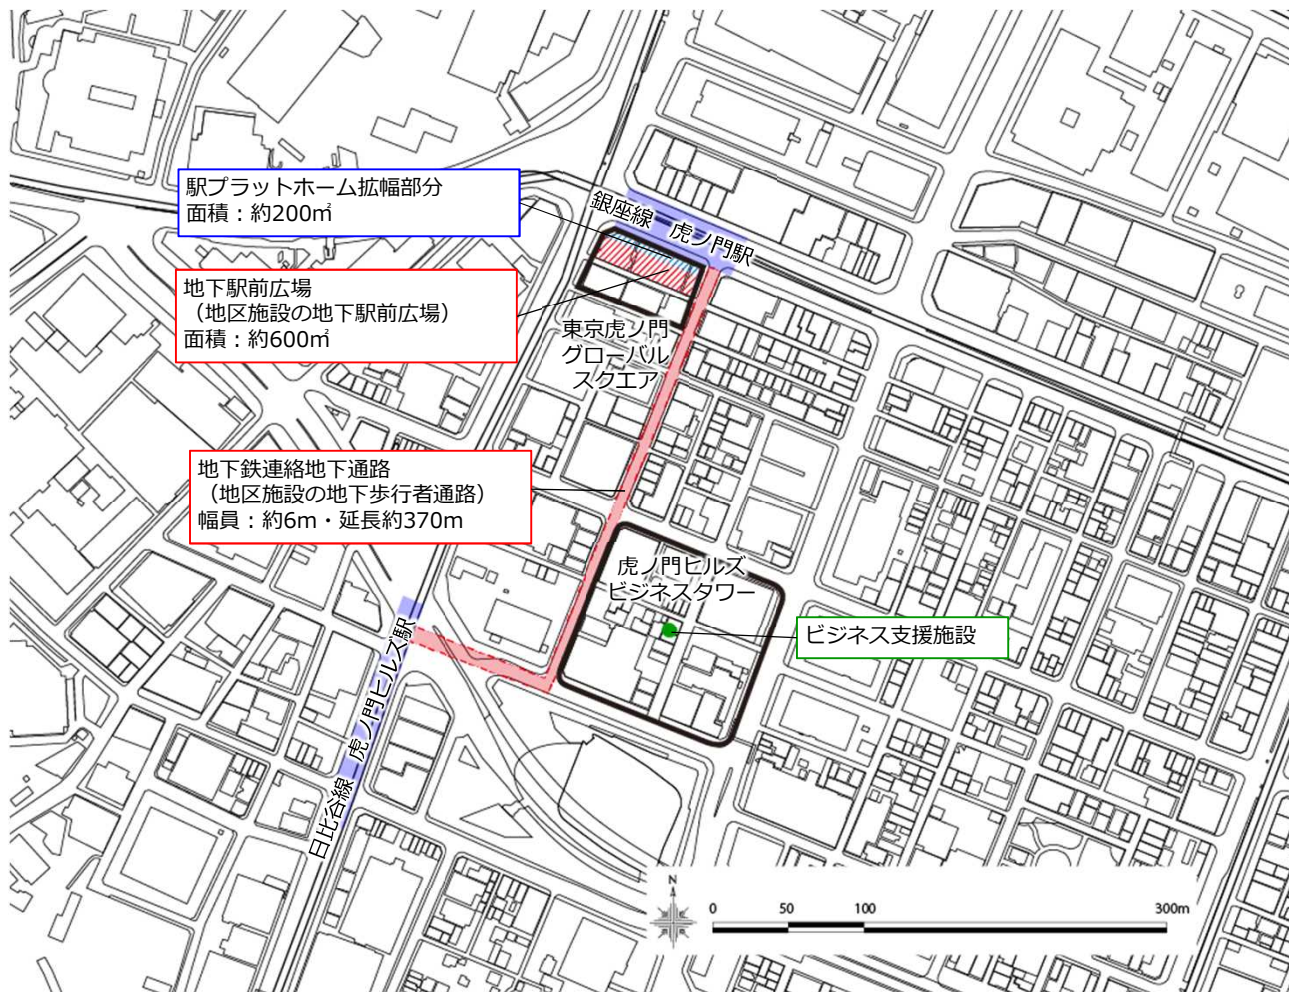 駅プラットホーム拡幅部分
面積：約200㎡
銀座線　虎ノ門駅
地下駅前広場
（地区施設の地下駅前広場）
面積：約600㎡
東京虎ノ門
グローバル
スクエア
地下鉄連絡地下通路
（地区施設の地下歩行者通路）
幅員：約6m・延長約370m
虎ノ門ヒルズ
ビジネスタワー
ビジネス支援施設
日比谷線　虎ノ門ヒルズ駅
N
0 50 100 300m